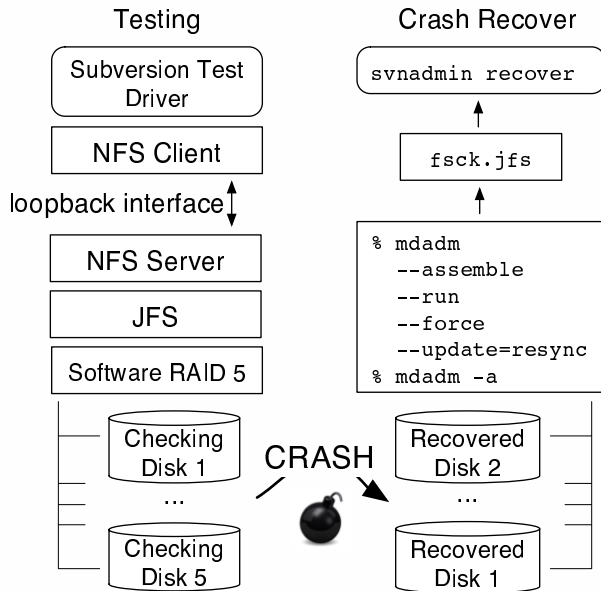 Testing
Subversion Test
Driver
NFS Client
loopback interface
NFS Server
JFS
Software RAID 5
Checking
Disk 1
...
Checking
Disk 5
CRASH
Crash Recover
svnadmin recover
fsck.jfs
% mdadm
--assemble
--run
--force
--update=resync
% mdadm -a
Recovered
Disk 2
...
Recovered
Disk 1